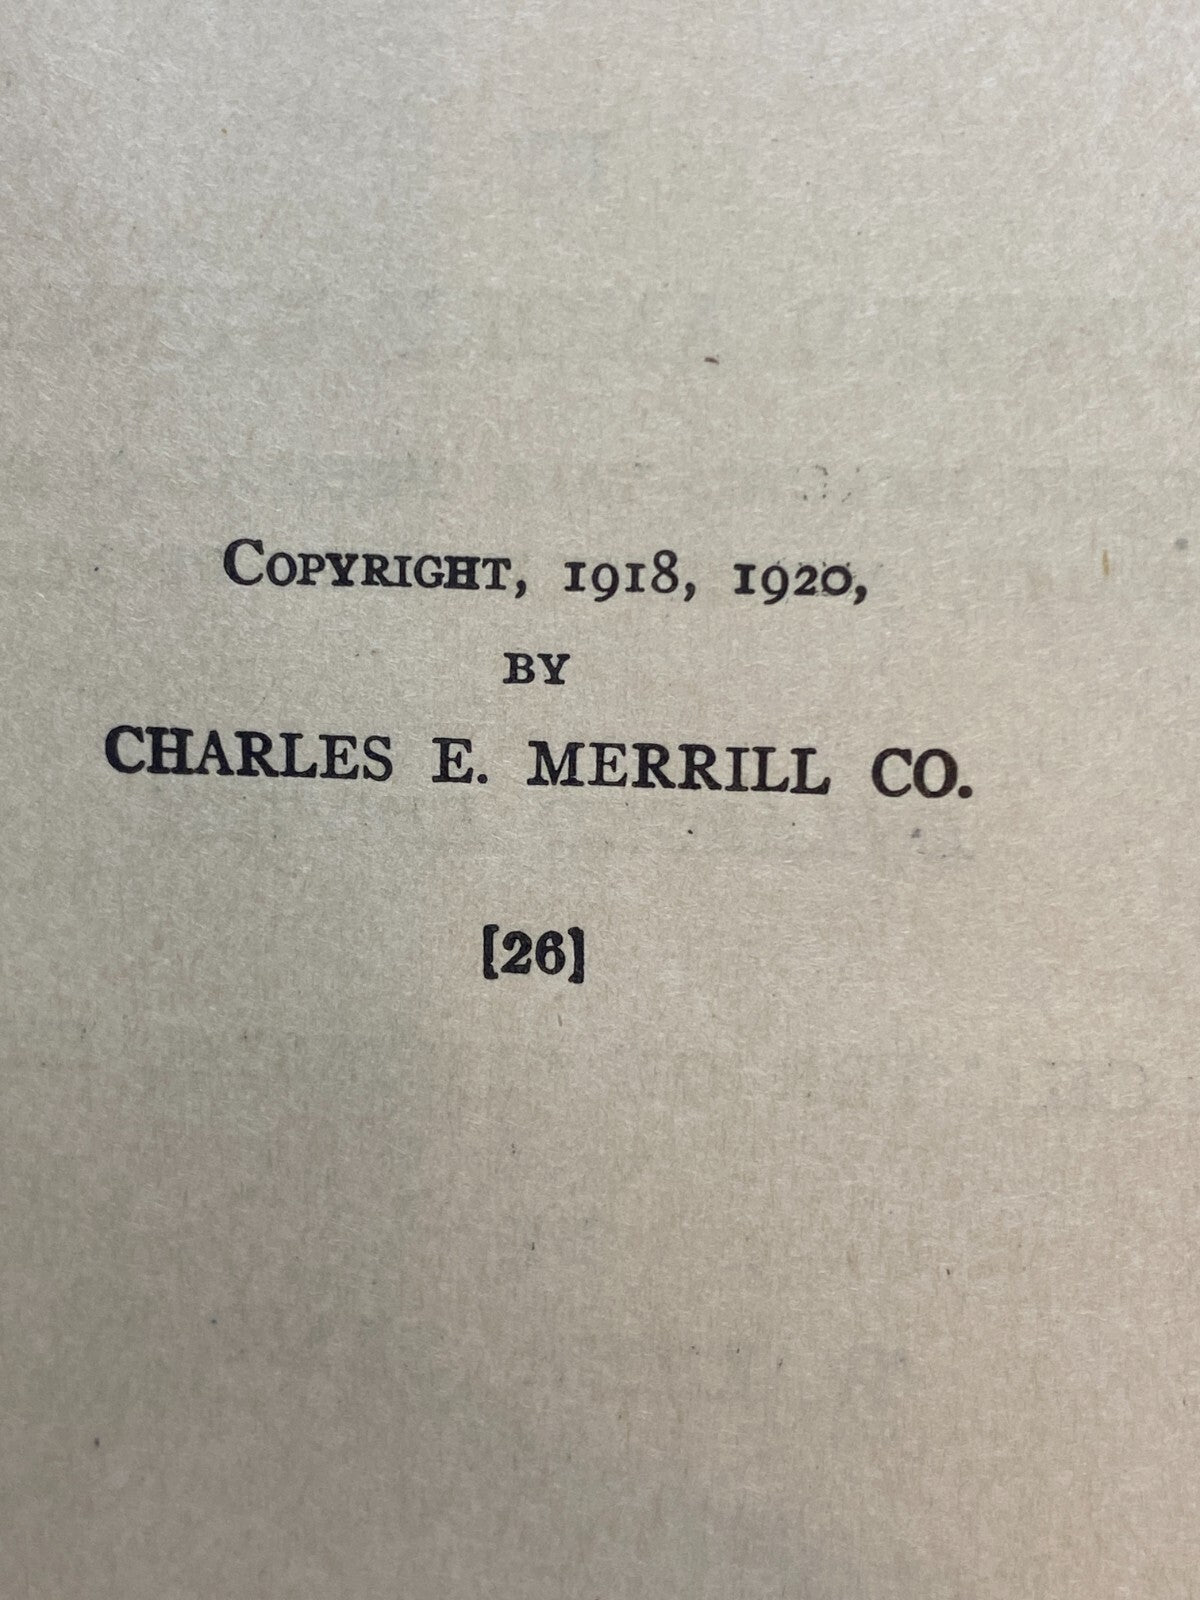 Copyright, 1918, 1920,
BY
CHARLES E. MERRILL CO.
[26]